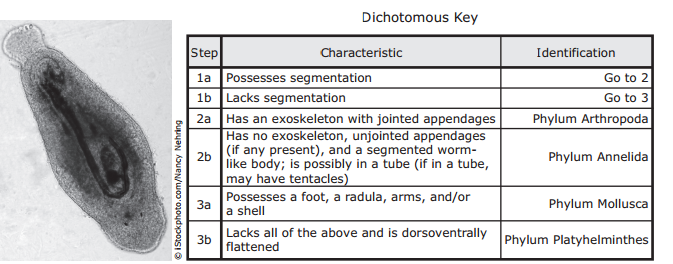 Dichotomous Key
Step Characteristic Identification
1a Possesses segmentation Go to 2
1b Lacks segmentation Go to 3
2a Has an exoskeleton with jointed appendages Phylum Arthropoda
2b Has no exoskeleton, unjointed appendages
(if any present), and a segmented worm-
like body; is possibly in a tube (if in a tube,
may have tentacles) Phylum Annelida
3a Possesses a foot, a radula, arms, and/or
a shell Phylum Mollusca
3b Lacks all of the above and is dorsoventrally
flattened Phylum Platyhelminthes
© iStockphoto.com/Nancy Nehring